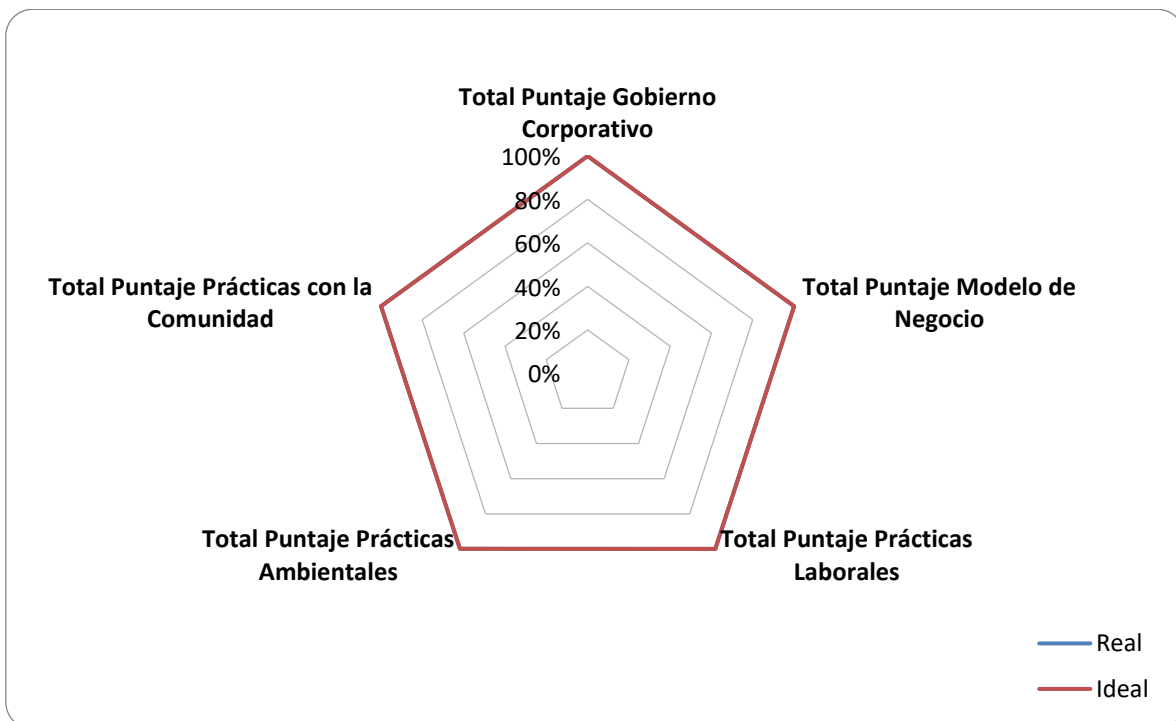 Total Puntaje Gobierno
Corporativo
100%
80%
60%
40%
20%
0%
Total Puntaje Modelo de
Negocio
Total Puntaje Prácticas
Laborales
Total Puntaje Prácticas
Ambientales
Total Puntaje Prácticas con la
Comunidad
Real
Ideal